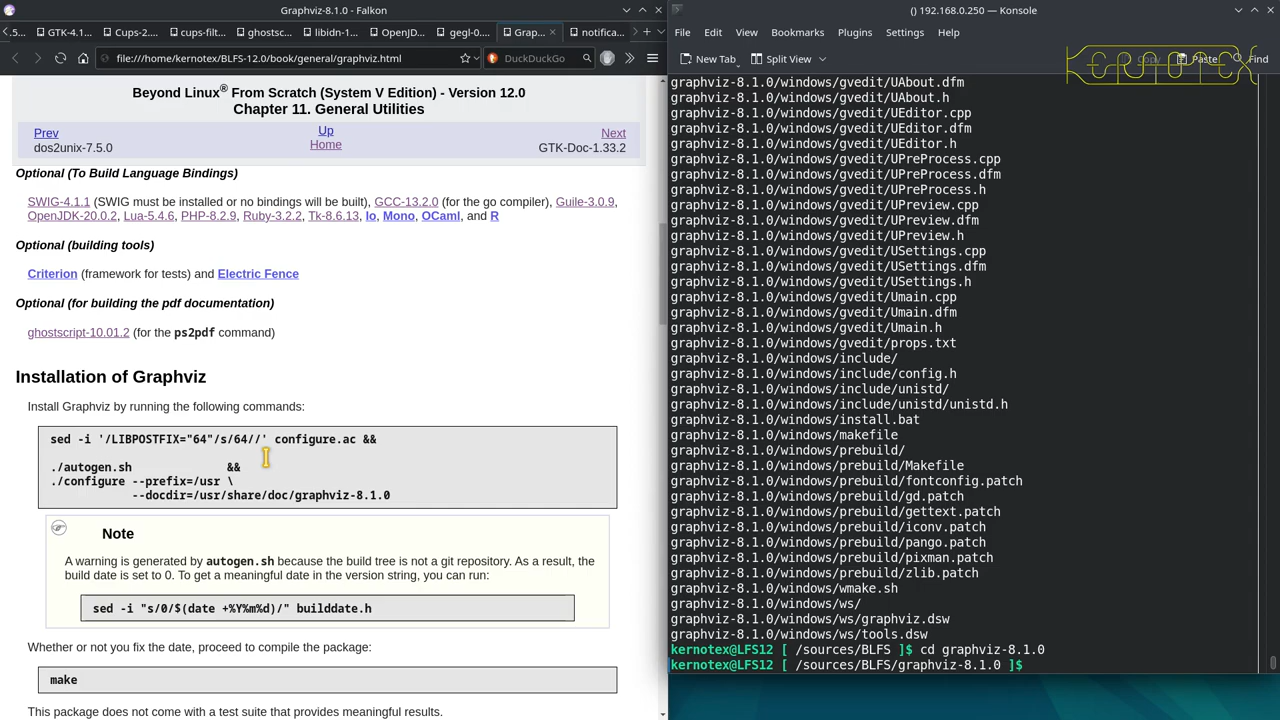 Graphviz-8.1.0 - Falkon
.5...
GTK-4.1...
Cups-2....
cups-filt...
ghostsc...
libidn-1...
OpenJD...
gegl-0....
Grap...
notifica...
file:///home/kernotex/BLFS-12.0/book/general/graphviz.html
DuckDuckGo
Beyond Linux® From Scratch (System V Edition) - Version 12.0
Chapter 11. General Utilities
Prev
Up
Next
dos2unix-7.5.0
Home
GTK-Doc-1.33.2
Optional (To Build Language Bindings)
SWIG-4.1.1 (SWIG must be installed or no bindings will be built), GCC-13.2.0 (for the go compiler), Guile-3.0.9,
OpenJDK-20.0.2, Lua-5.4.6, PHP-8.2.9, Ruby-3.2.2, Tk-8.6.13, Io, Mono, OCaml, and R
Optional (building tools)
Criterion (framework for tests) and Electric Fence
Optional (for building the pdf documentation)
ghostscript-10.01.2 (for the ps2pdf command)
Installation of Graphviz
Install Graphviz by running the following commands:
sed -i '/LIBPOSTFIX="64"/s/64//' configure.ac &&
./autogen.sh &&
./configure --prefix=/usr \
--docdir=/usr/share/doc/graphviz-8.1.0
Note
A warning is generated by autogen.sh because the build tree is not a git repository. As a result, the
build date is set to 0. To get a meaningful date in the version string, you can run:
sed -i "s/0/$(date +%Y%m%d)/" builddate.h
Whether or not you fix the date, proceed to compile the package:
make
This package does not come with a test suite that provides meaningful results.
() 192.168.0.250 — Konsole
File Edit View Bookmarks Plugins Settings Help
New Tab Split View Copy Paste Find
KERNOTEX
graphviz-8.1.0/windows/gvedit/UAbout.dfm
graphviz-8.1.0/windows/gvedit/UAbout.h
graphviz-8.1.0/windows/gvedit/UEditor.cpp
graphviz-8.1.0/windows/gvedit/UEditor.dfm
graphviz-8.1.0/windows/gvedit/UEditor.h
graphviz-8.1.0/windows/gvedit/UPreProcess.cpp
graphviz-8.1.0/windows/gvedit/UPreProcess.dfm
graphviz-8.1.0/windows/gvedit/UPreProcess.h
graphviz-8.1.0/windows/gvedit/UPreview.cpp
graphviz-8.1.0/windows/gvedit/UPreview.dfm
graphviz-8.1.0/windows/gvedit/UPreview.h
graphviz-8.1.0/windows/gvedit/USettings.cpp
graphviz-8.1.0/windows/gvedit/USettings.dfm
graphviz-8.1.0/windows/gvedit/USettings.h
graphviz-8.1.0/windows/gvedit/Umain.cpp
graphviz-8.1.0/windows/gvedit/Umain.dfm
graphviz-8.1.0/windows/gvedit/Umain.h
graphviz-8.1.0/windows/gvedit/props.txt
graphviz-8.1.0/windows/include/
graphviz-8.1.0/windows/include/config.h
graphviz-8.1.0/windows/include/unistd/
graphviz-8.1.0/windows/include/unistd/unistd.h
graphviz-8.1.0/windows/install.bat
graphviz-8.1.0/windows/makefile
graphviz-8.1.0/windows/prebuild/
graphviz-8.1.0/windows/prebuild/Makefile
graphviz-8.1.0/windows/prebuild/fontconfig.patch
graphviz-8.1.0/windows/prebuild/gd.patch
graphviz-8.1.0/windows/prebuild/gettext.patch
graphviz-8.1.0/windows/prebuild/iconv.patch
graphviz-8.1.0/windows/prebuild/pango.patch
graphviz-8.1.0/windows/prebuild/pixman.patch
graphviz-8.1.0/windows/prebuild/zlib.patch
graphviz-8.1.0/windows/wmake.sh
graphviz-8.1.0/windows/ws/
graphviz-8.1.0/windows/ws/graphviz.dsw
graphviz-8.1.0/windows/ws/tools.dsw
kernotex@LFS12 [ /sources/BLFS ]$ cd graphviz-8.1.0
kernotex@LFS12 [ /sources/BLFS/graphviz-8.1.0 ]$